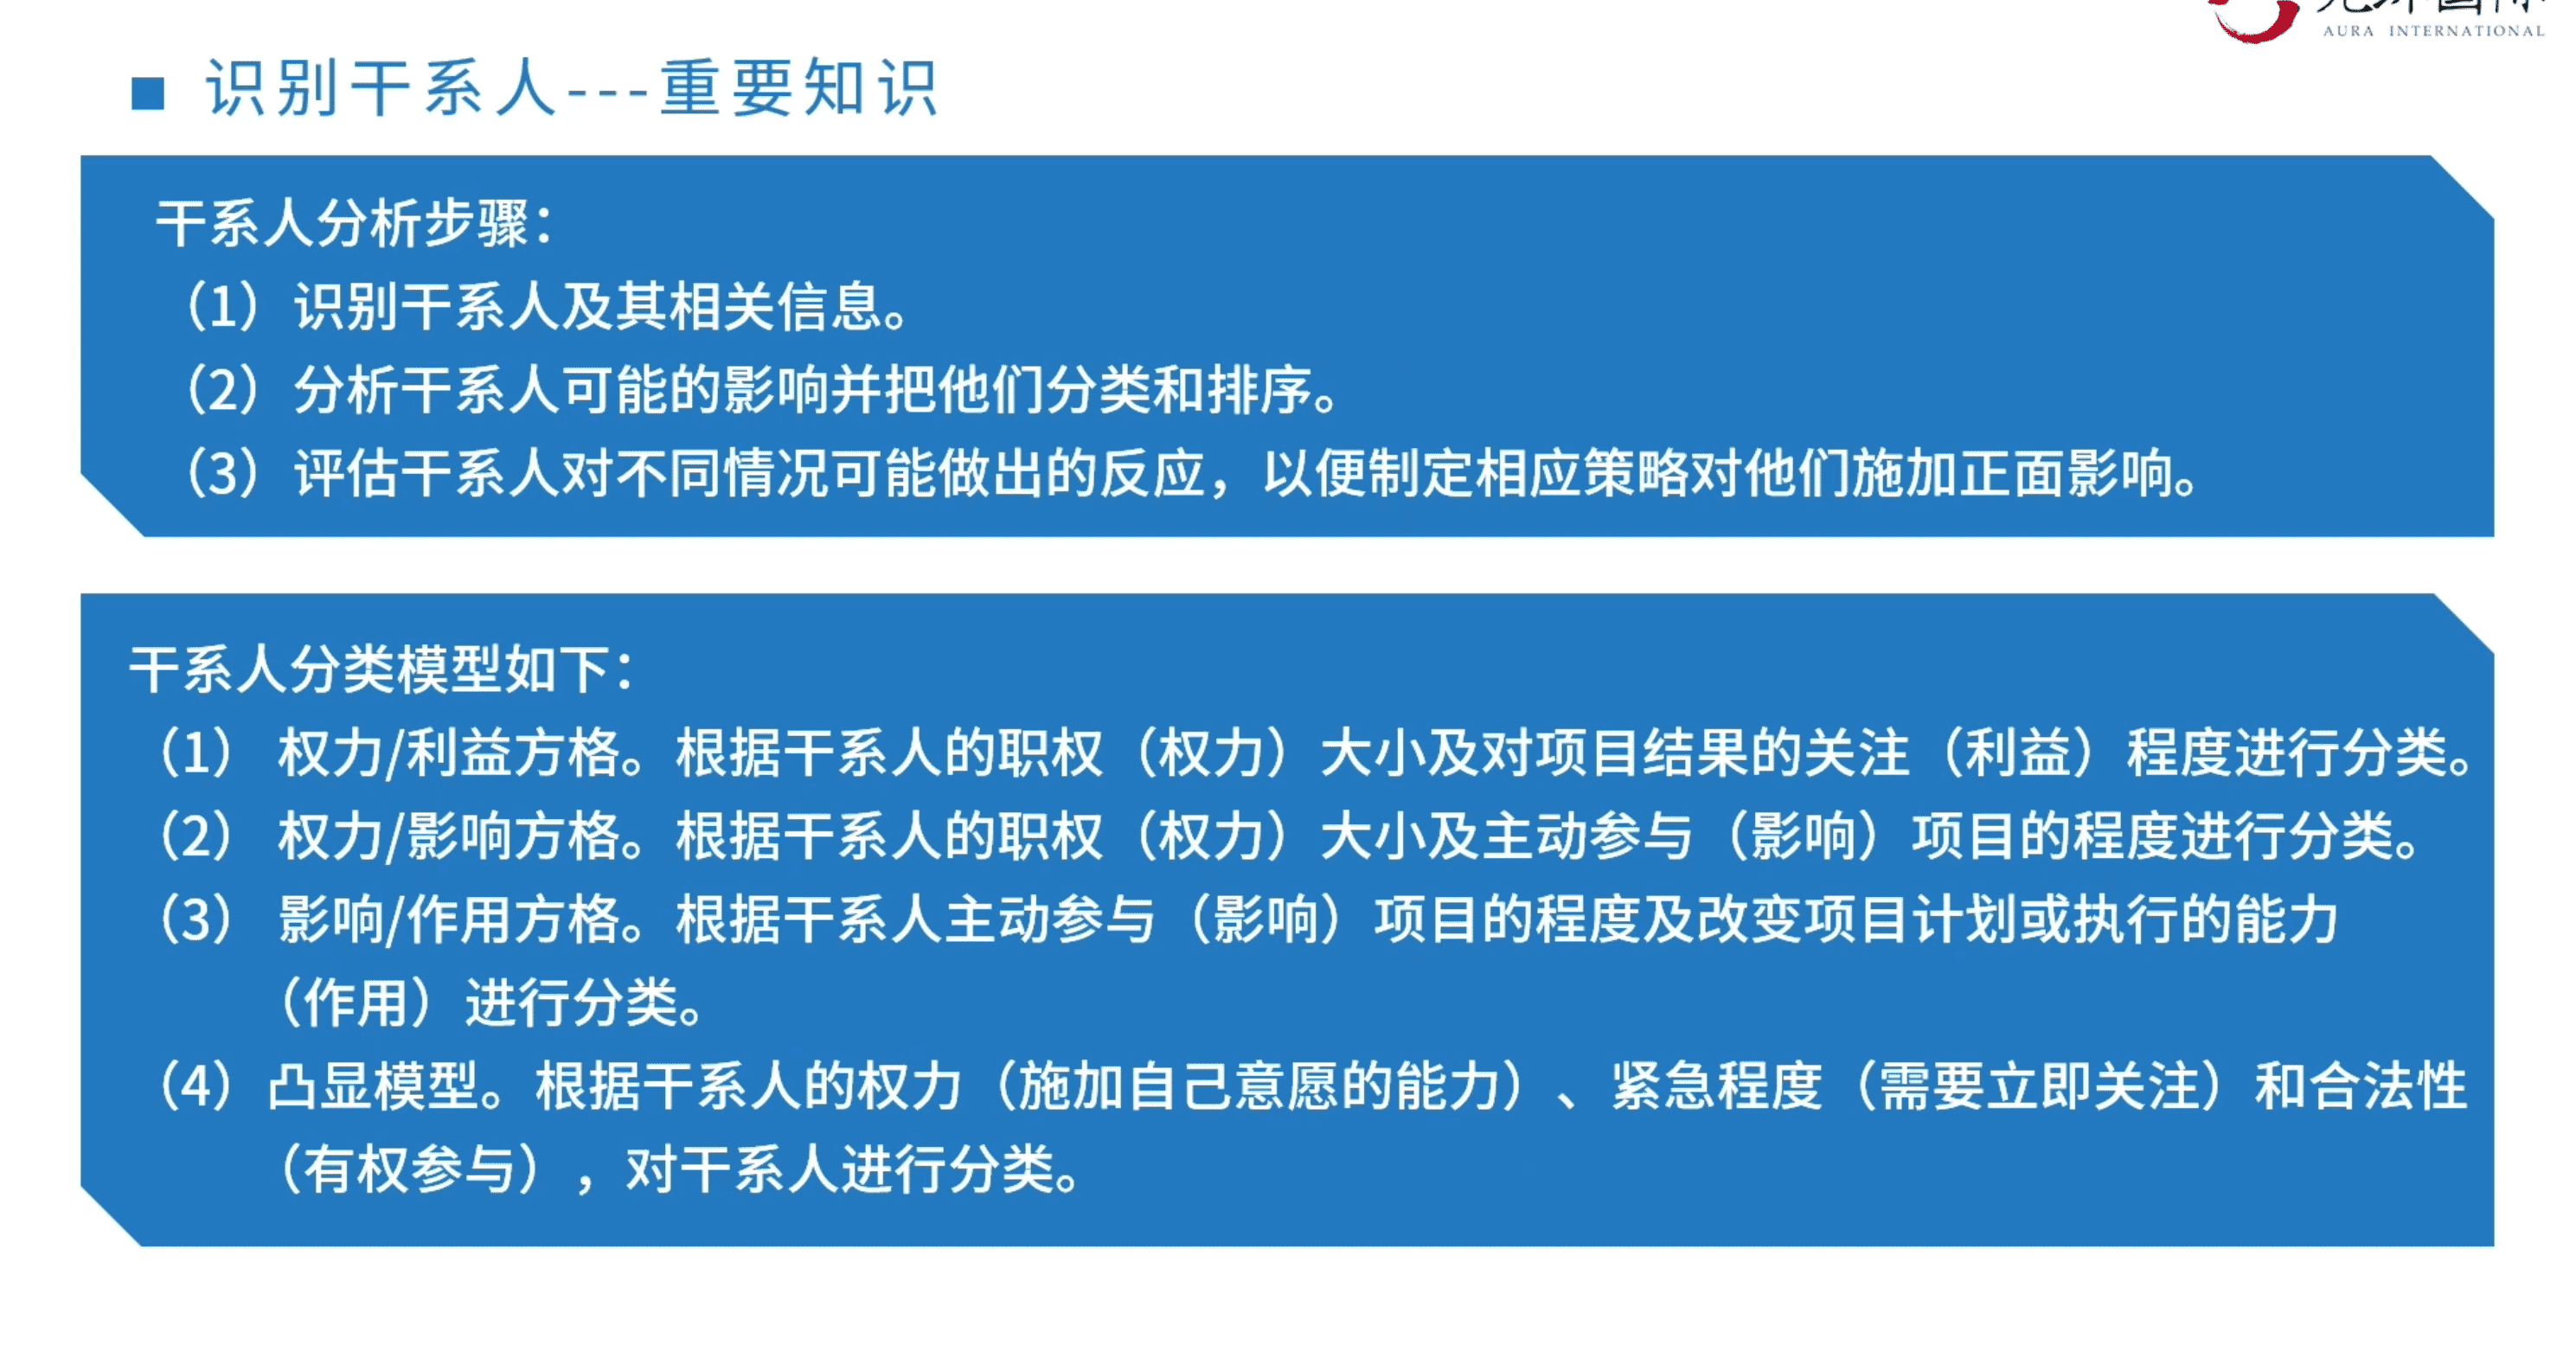 AURA INTERNATIONAL
■ 识别干系人---重要知识
干系人分析步骤：
（1）识别干系人及其相关信息。
（2）分析干系人可能的影响并把他们分类和排序。
（3）评估干系人对不同情况可能做出的反应，以便制定相应策略对他们施加正面影响。
干系人分类模型如下：
（1） 权力/利益方格。根据干系人的职权（权力）大小及对项目结果的关注（利益）程度进行分类。
（2） 权力/影响方格。根据干系人的职权（权力）大小及主动参与（影响）项目的程度进行分类。
（3） 影响/作用方格。根据干系人主动参与（影响）项目的程度及改变项目计划或执行的能力
（作用）进行分类。
（4）凸显模型。根据干系人的权力（施加自己意愿的能力）、紧急程度（需要立即关注）和合法性
（有权参与），对干系人进行分类。